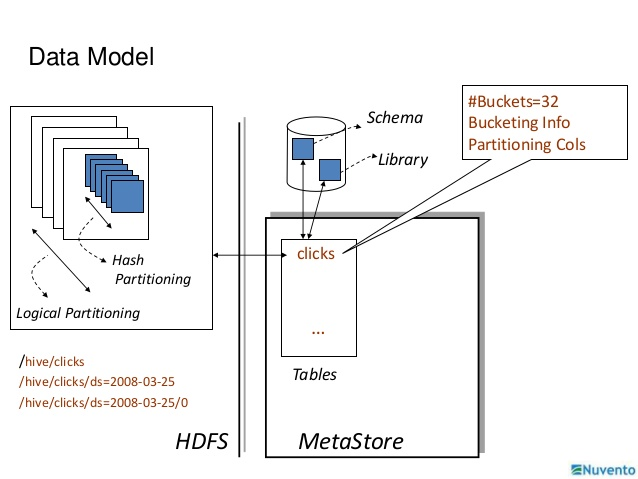 Data Model
Schema
Library
#Buckets=32
Bucketing Info
Partitioning Cols
clicks
Hash
Partitioning
Logical Partitioning
...
Tables
/hive/clicks
/hive/clicks/ds=2008-03-25
/hive/clicks/ds=2008-03-25/0
HDFS
MetaStore
Nuvento